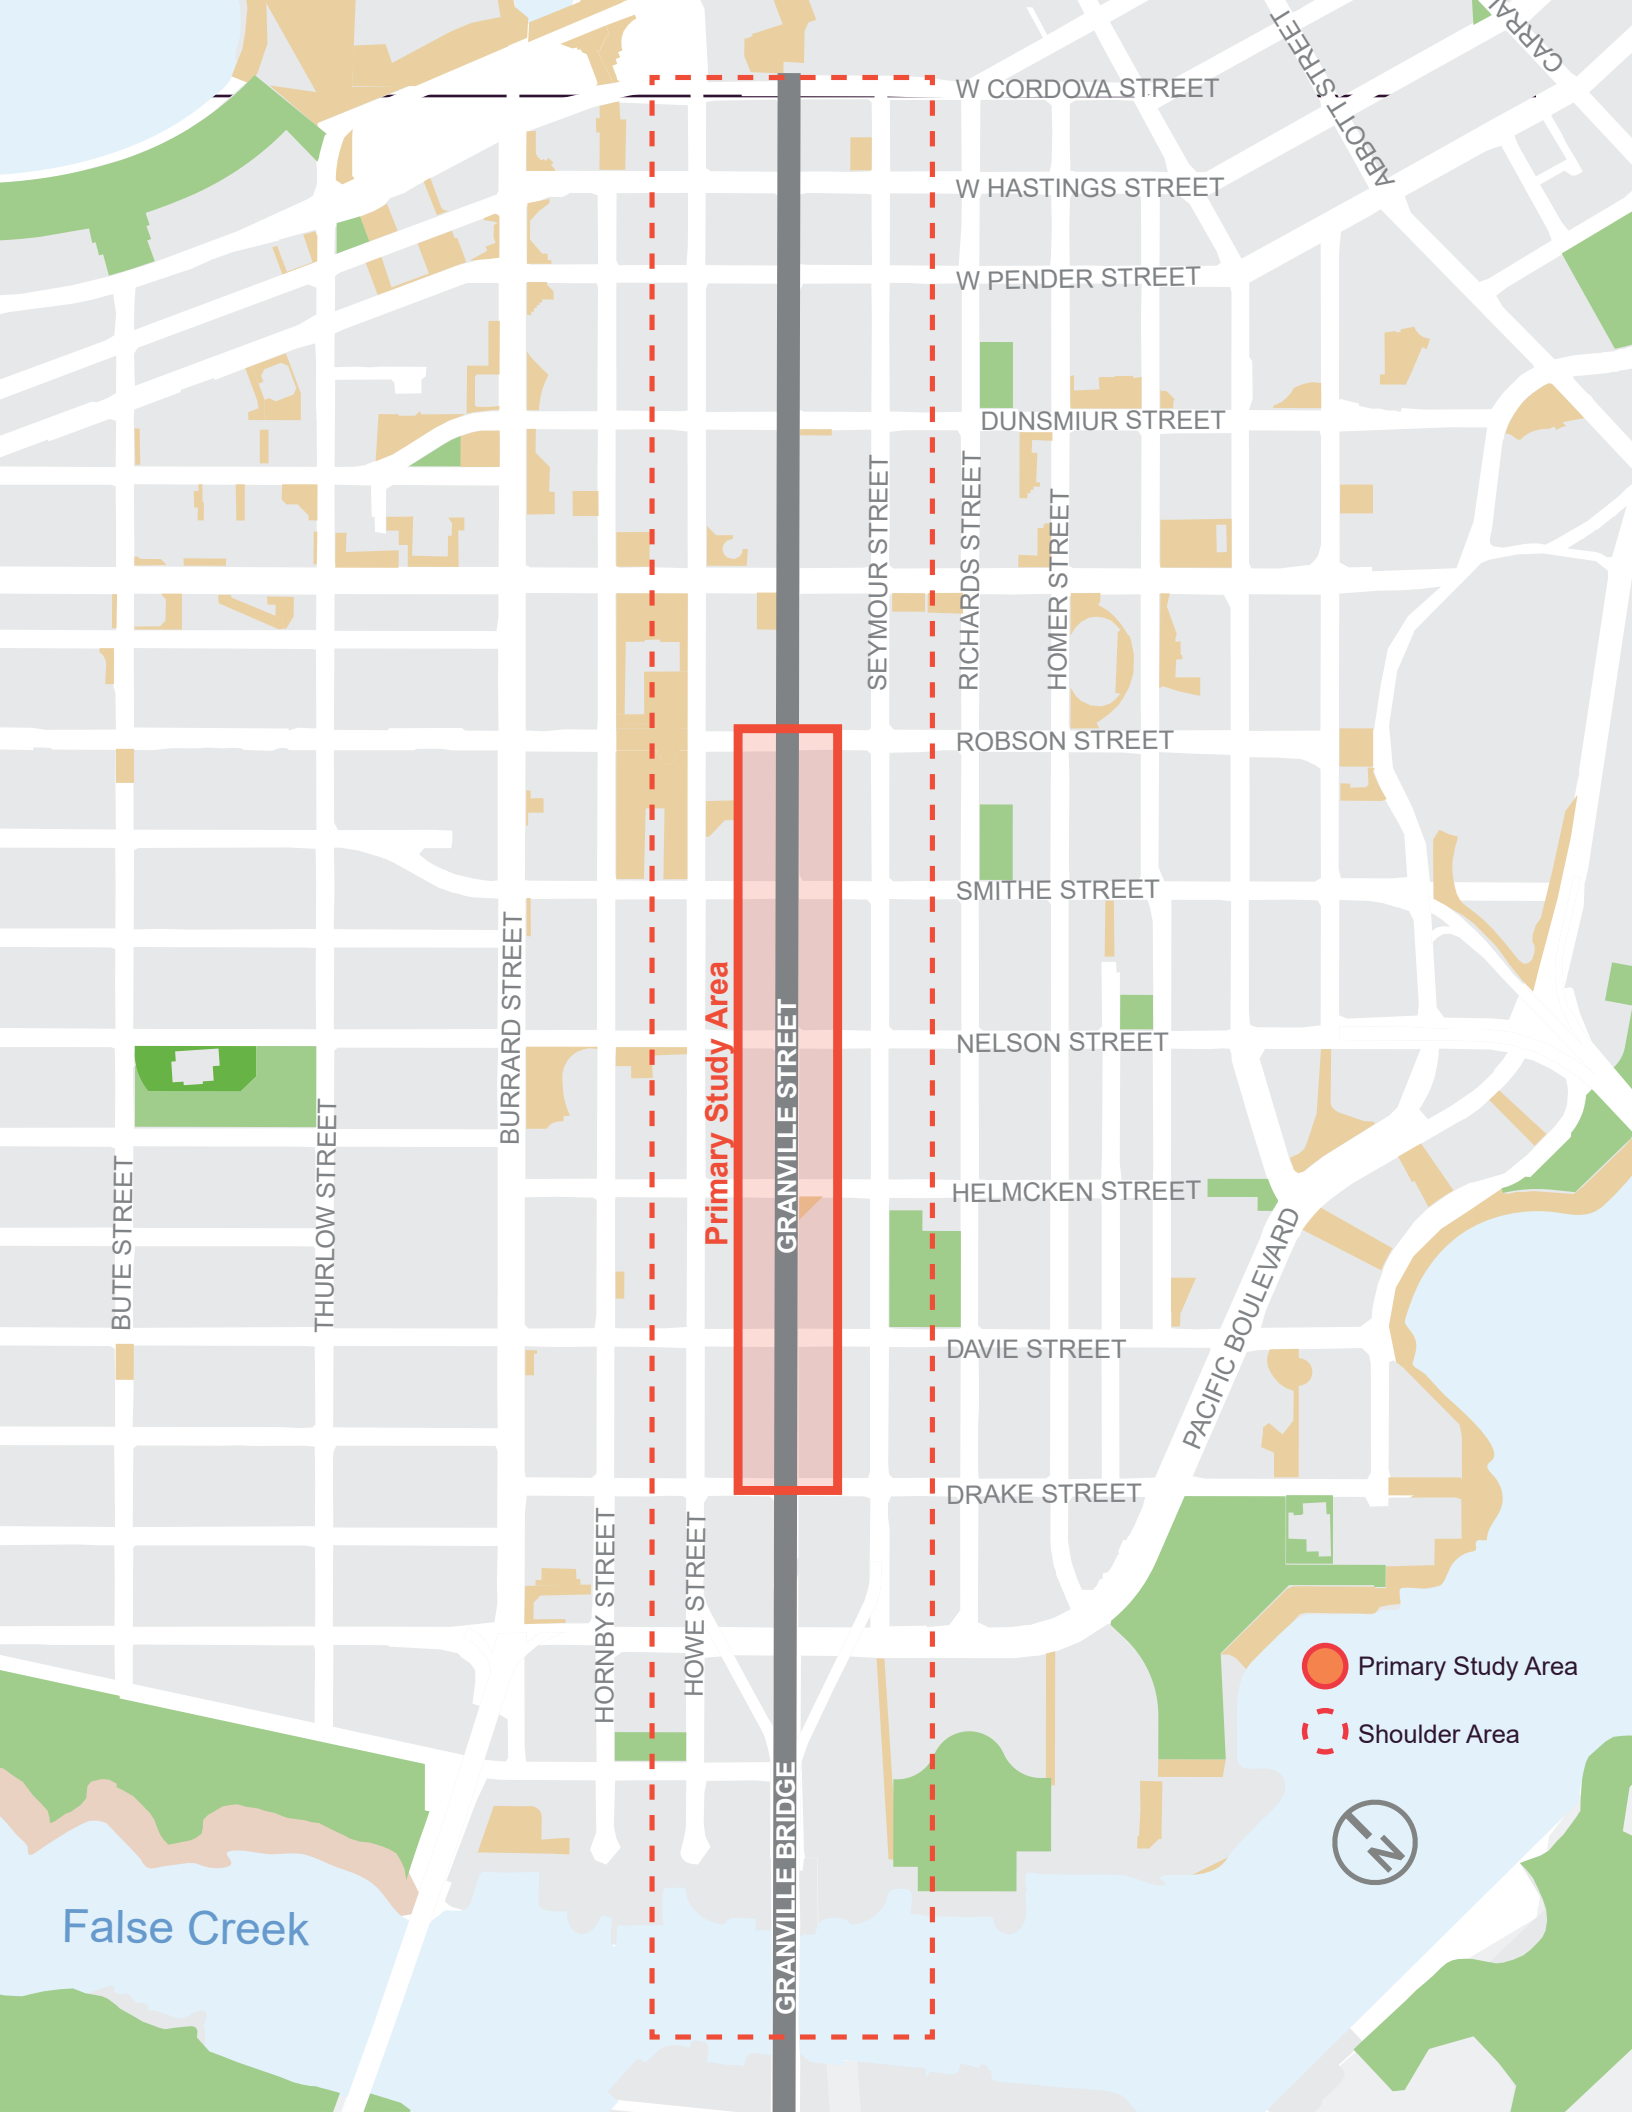 W CORDOVA STREET
ABBOTT STREET
W HASTINGS STREET
W PENDER STREET
DUNSMIUR STREET
SEYMOUR STREET
RICHARDS STREET
HOMER STREET
ROBSON STREET
SMITHE STREET
BURRARD STREET
Primary Study Area
GRANVILLE STREET
NELSON STREET
BUTE STREET
THURLOW STREET
HELMCKEN STREET
PACIFIC BOULEVARD
DAVIE STREET
DRAKE STREET
HORNBY STREET
HOWE STREET
Primary Study Area
Shoulder Area
GRANVILLE BRIDGE
N
False Creek